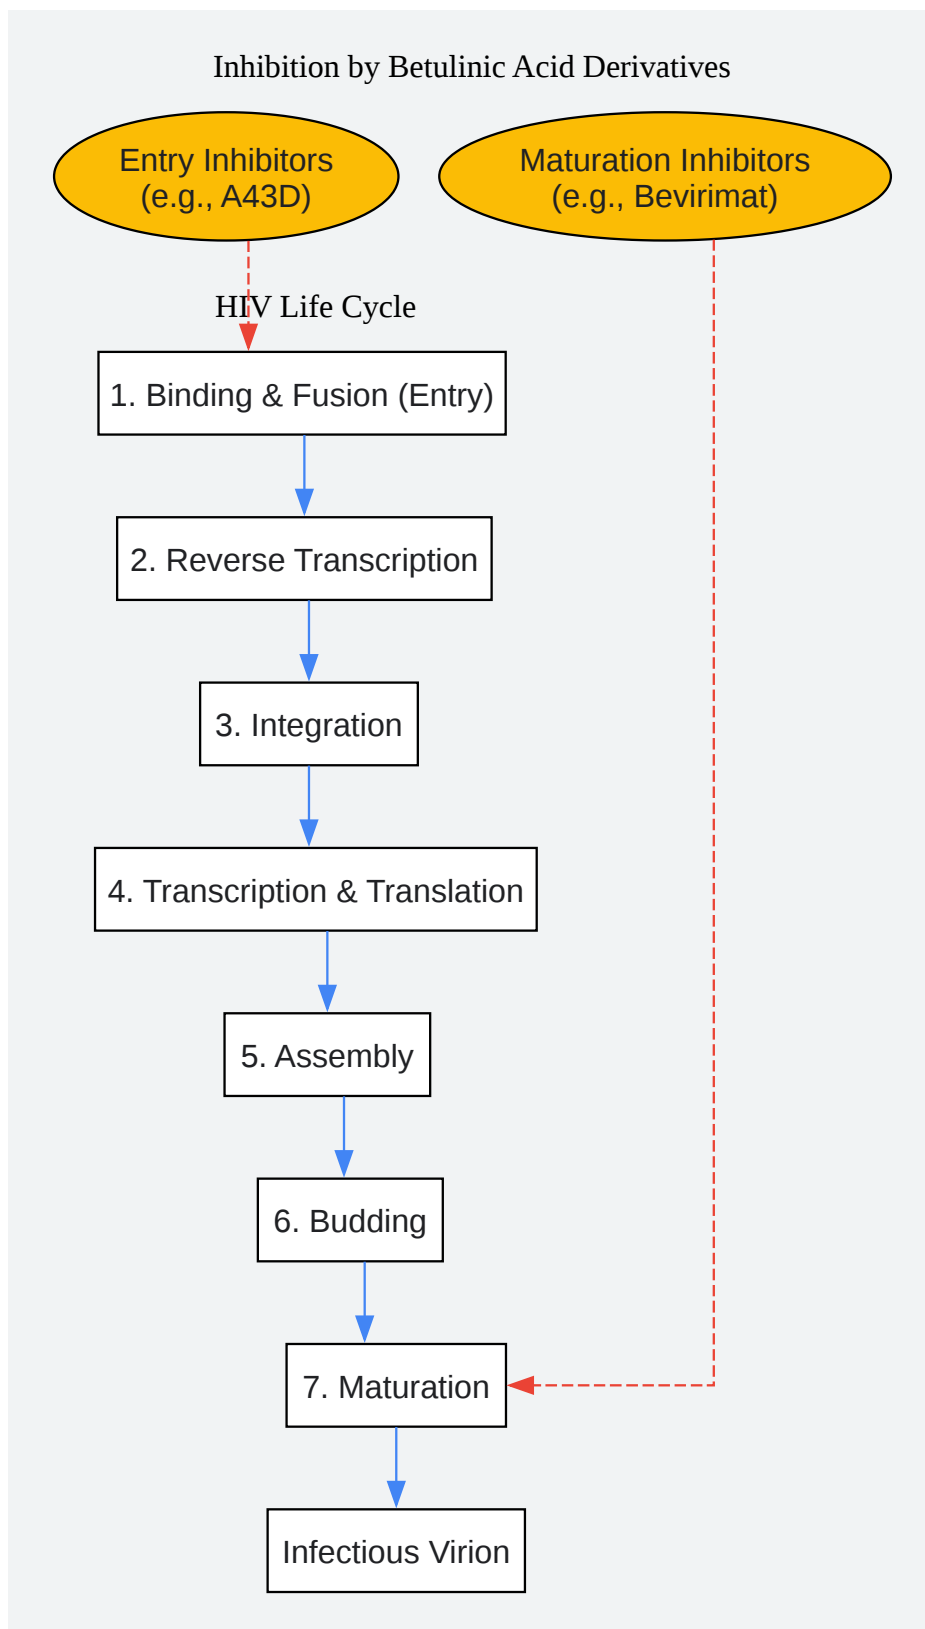 Inhibition by Betulinic Acid Derivatives
Entry Inhibitors
(e.g., A43D)
Maturation Inhibitors
(e.g., Bevirimat)
HIV Life Cycle
1. Binding & Fusion (Entry)
2. Reverse Transcription
3. Integration
4. Transcription & Translation
5. Assembly
6. Budding
7. Maturation
Infectious Virion